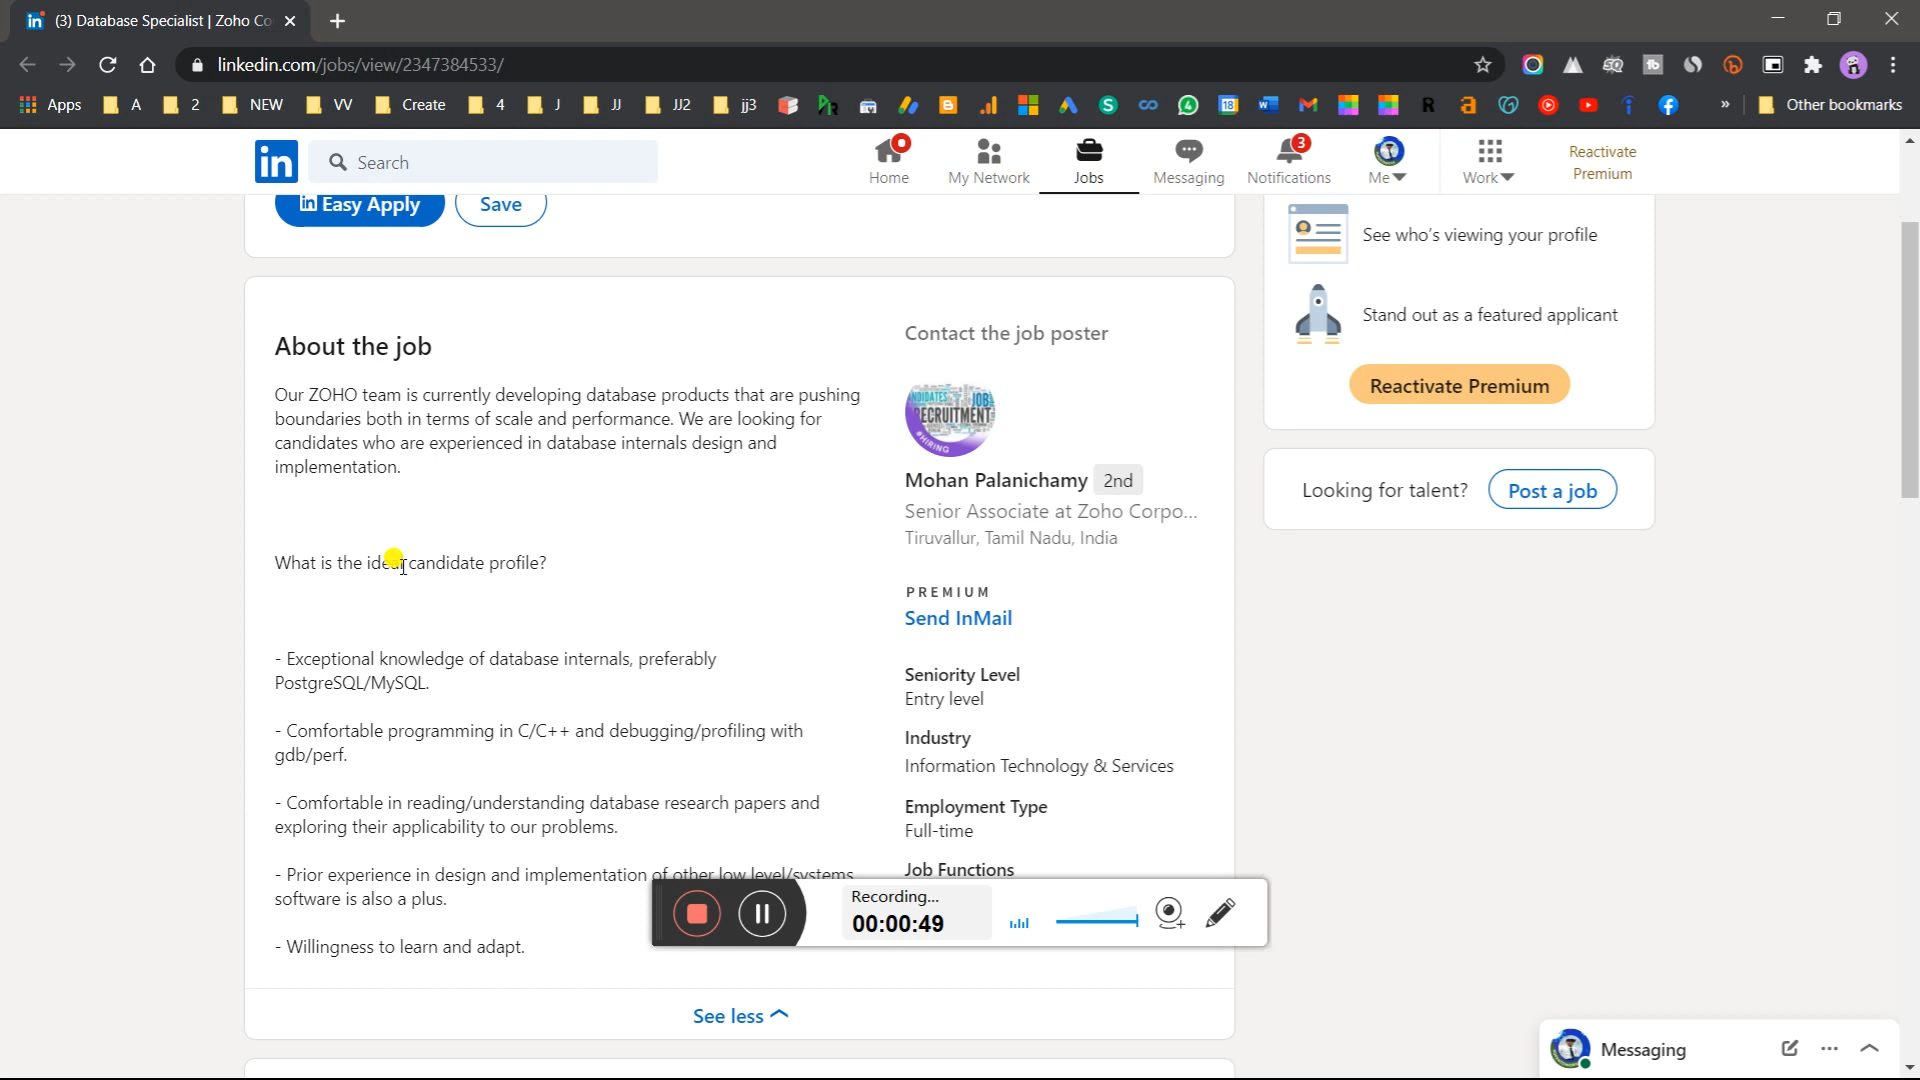 (3) Database Specialist | Zoho Co
linkedin.com/jobs/view/2347384533/
Apps A 2 NEW VV Create 4 J JJ JJ2 jj3 Other bookmarks
in Search
Home My Network Jobs Messaging Notifications 3 Me Work Reactivate Premium
in Easy Apply Save
See who's viewing your profile
Stand out as a featured applicant
Reactivate Premium
Looking for talent? Post a job
About the job
Our ZOHO team is currently developing database products that are pushing
boundaries both in terms of scale and performance. We are looking for
candidates who are experienced in database internals design and
implementation.
What is the ideal candidate profile?
- Exceptional knowledge of database internals, preferably
PostgreSQL/MySQL.
- Comfortable programming in C/C++ and debugging/profiling with
gdb/perf.
- Comfortable in reading/understanding database research papers and
exploring their applicability to our problems.
- Prior experience in design and implementation of other low level/systems
software is also a plus.
- Willingness to learn and adapt.
See less
Contact the job poster
CANDIDATES JOB
RECRUITMENT
#HIRING
Mohan Palanichamy 2nd
Senior Associate at Zoho Corpo...
Tiruvallur, Tamil Nadu, India
PREMIUM
Send InMail
Seniority Level
Entry level
Industry
Information Technology & Services
Employment Type
Full-time
Job Functions
Recording...
00:00:49
Messaging